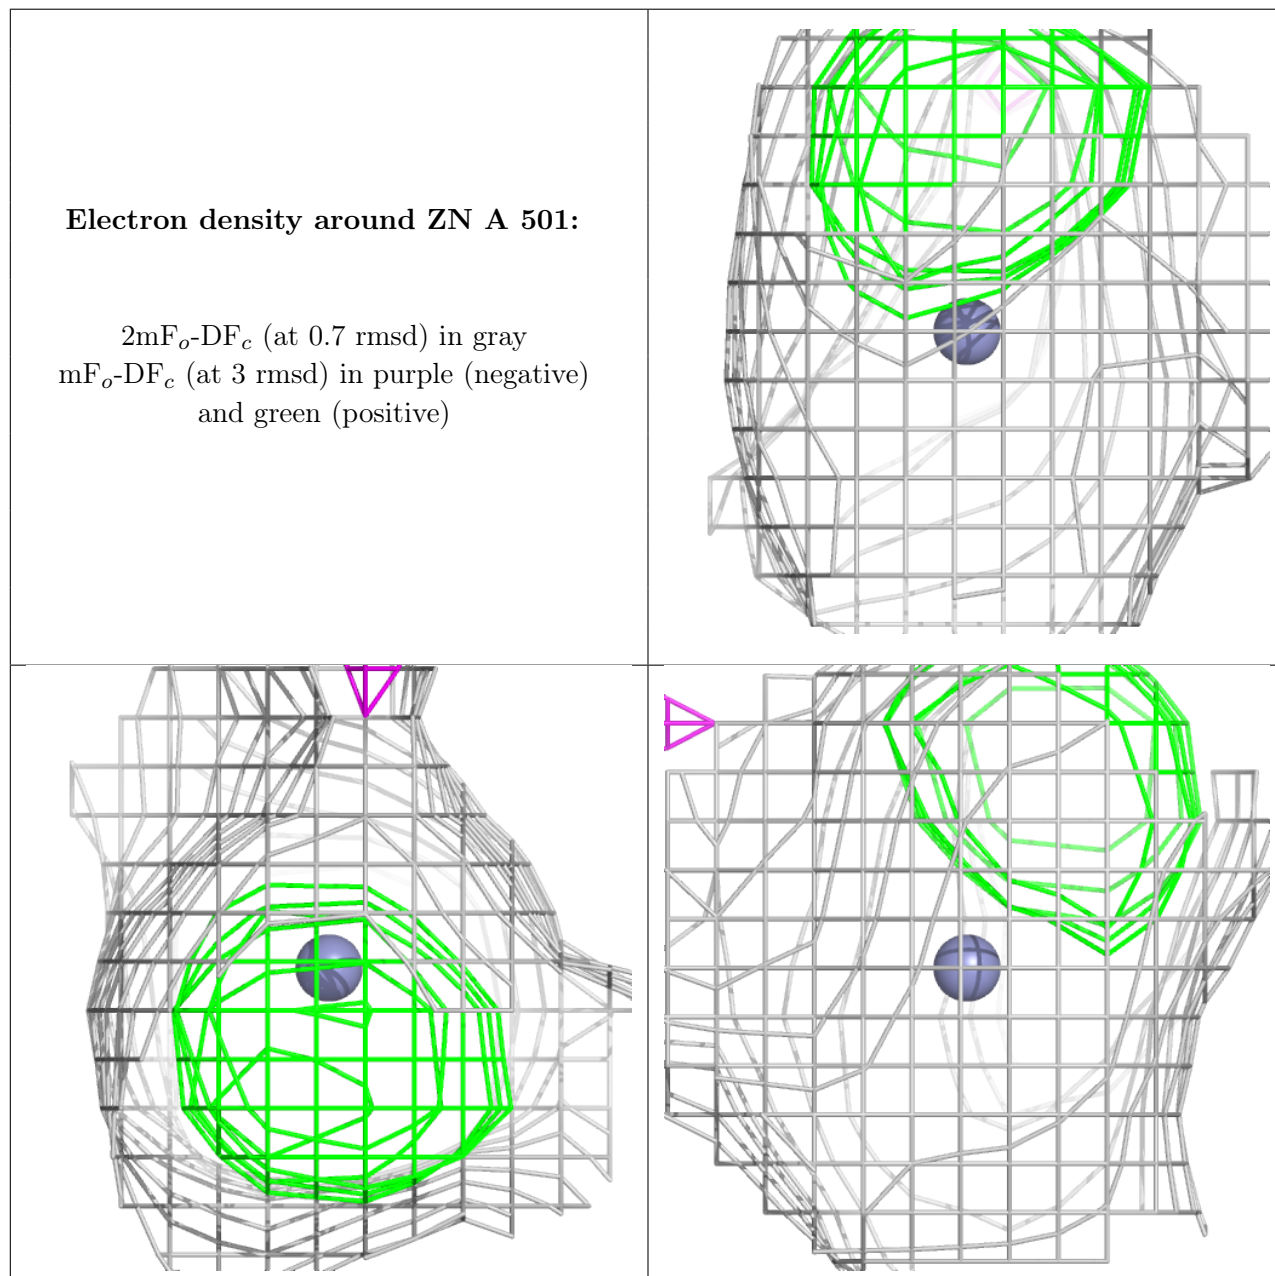 Electron density around ZN A 501:
2mFo-DFc (at 0.7 rmsd) in gray
mFo-DFc (at 3 rmsd) in purple (negative)
and green (positive)